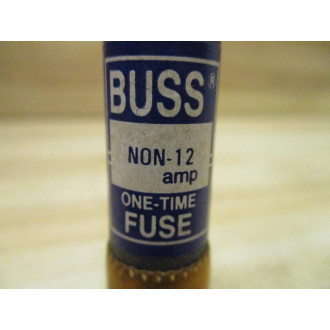 BUSS®
NON-12
amp
ONE-TIME
FUSE